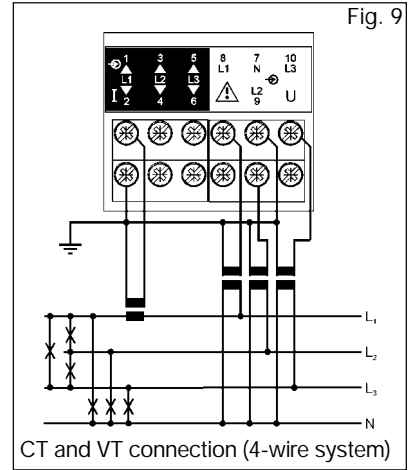 Fig. 9
1 3 5 8 7 10
L1 N L3
L1 L2 L3
I L2 U
2 4 6 9
L1
L2
L3
N
CT and VT connection (4-wire system)